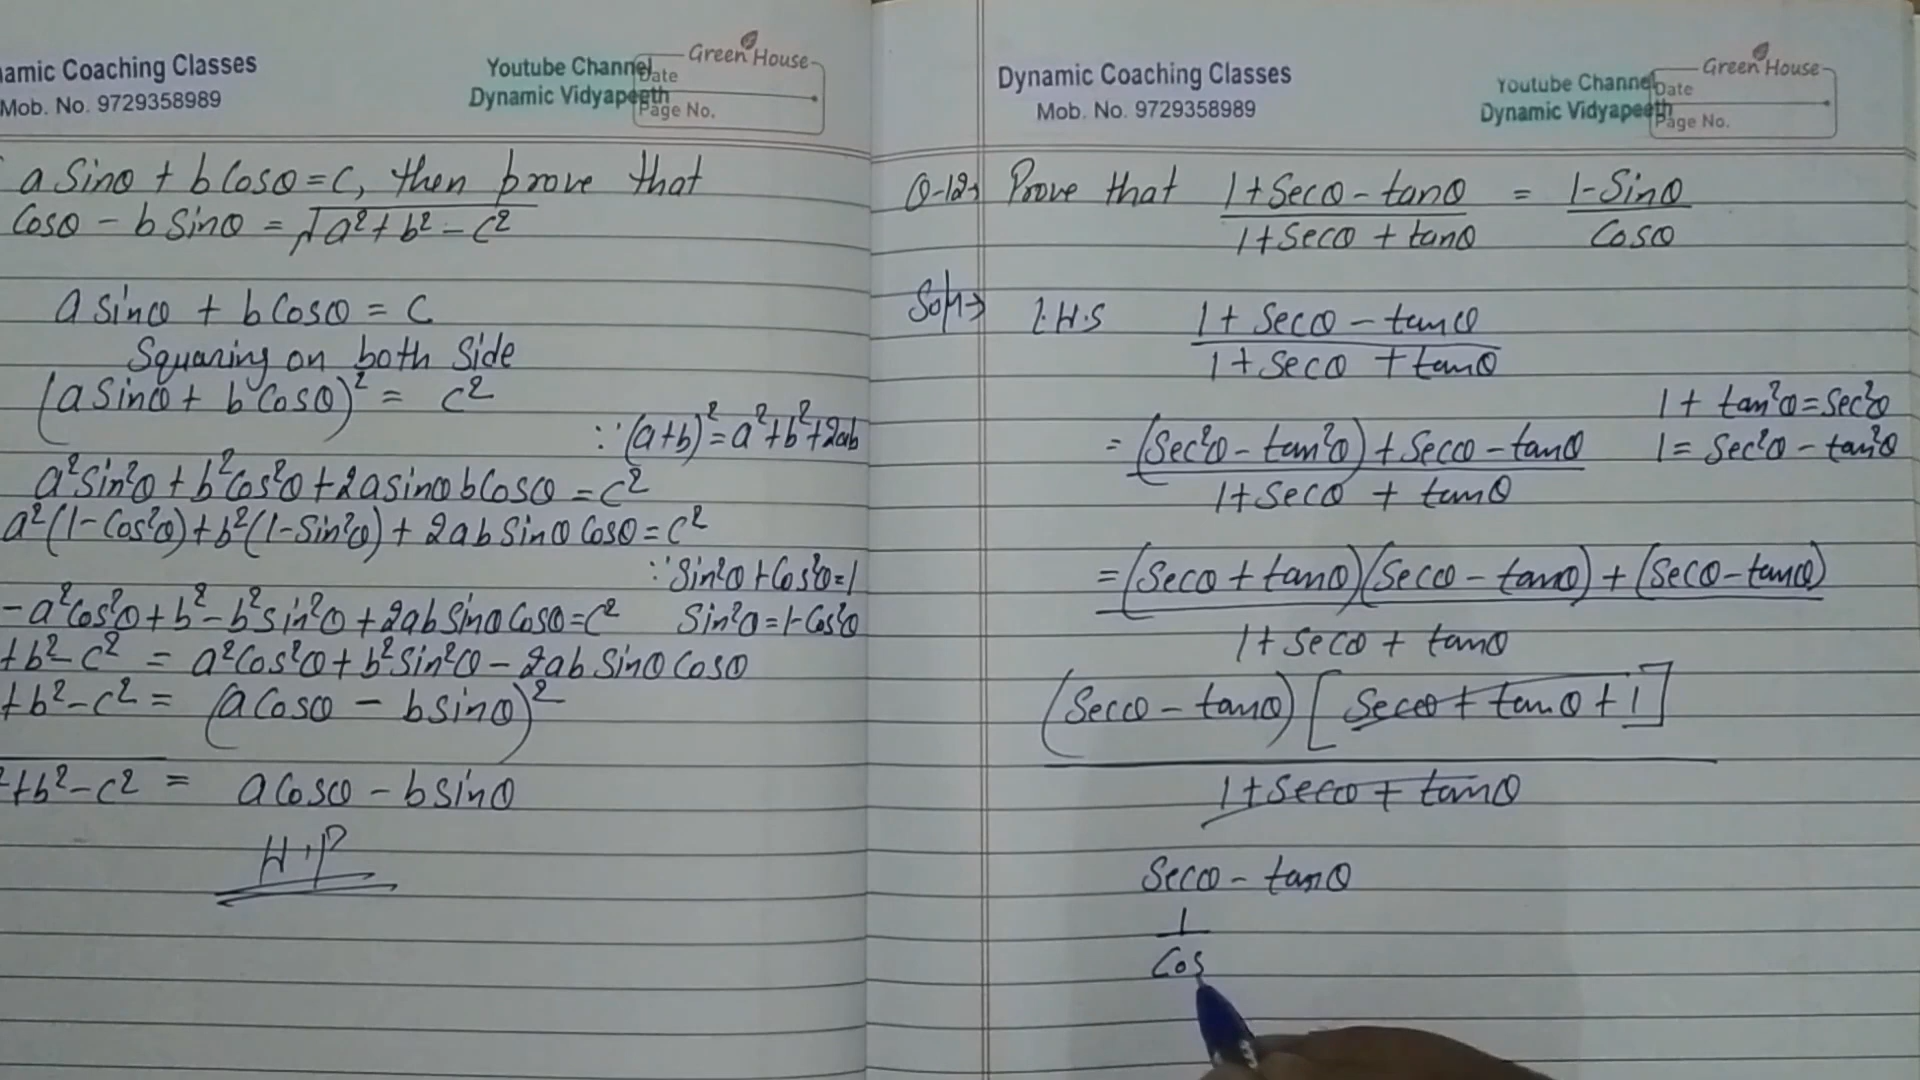 amic Coaching Classes
Mob. No. 9729358989
Youtube Channel
Dynamic Vidyapeeth
Green House
Date
Page No.
a Sinθ + b Cosθ = c, then prove that
Cosθ - b Sinθ = √a² + b² - c²
a sinθ + b Cosθ = c
Squaring on both Side
(a Sinθ + b Cosθ)² = c²
∵ (a+b)² = a² + b² + 2ab
a² Sin²θ + b² Cos²θ + 2a sinθ b Cosθ = c²
a² (1 - Cos²θ) + b² (1 - Sin²θ) + 2ab Sinθ Cosθ = c²
∵ Sin²θ + Cos²θ = 1
- a² Cos²θ + b² - b² sin²θ + 2ab Sinθ Cosθ = c²
Sin²θ = 1 - Cos²θ
+ b² - c² = a² Cos²θ + b² Sin²θ - 2ab Sinθ Cosθ
+ b² - c² = (a Cosθ - b sinθ)²
² + b² - c² = a Cosθ - b sinθ
H.P
Dynamic Coaching Classes
Mob. No. 9729358989
Youtube Channel
Dynamic Vidyapeeth
Green House
Date
Page No.
Q-12⇒ Prove that 1 + Secθ - tanθ / 1 + Secθ + tanθ = 1 - Sinθ / Cosθ
Soln→ L.H.S 1 + Secθ - tanθ / 1 + Secθ + tanθ
1 + tan²θ = Sec²θ
= (Sec²θ - tan²θ) + Secθ - tanθ / 1 + Secθ + tanθ
1 = Sec²θ - tan²θ
= (Secθ + tanθ)(Secθ - tanθ) + (Secθ - tanθ)
1 + Secθ + tanθ
(Secθ - tanθ) [Secθ + tanθ + 1]
1 + Secθ + tanθ
Secθ - tanθ
1
Cos